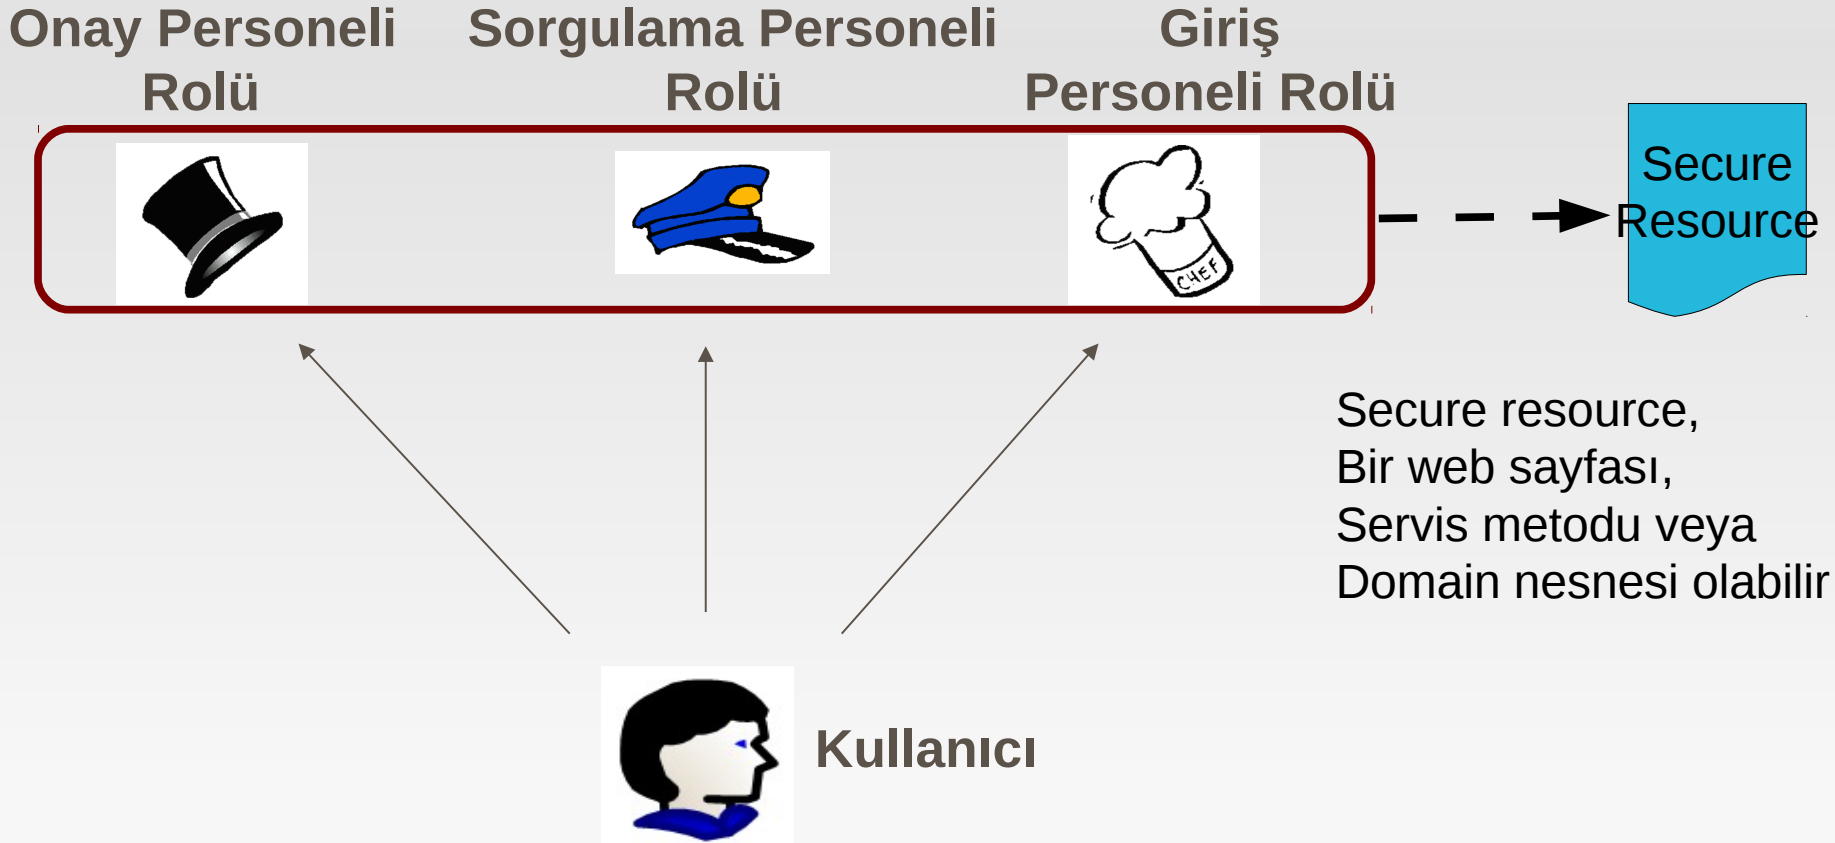 Onay Personeli
Rolü
Sorgulama Personeli
Rolü
Giriş
Personeli Rolü
CHEF
Secure
Resource
Secure resource,
Bir web sayfası,
Servis metodu veya
Domain nesnesi olabilir
Kullanıcı